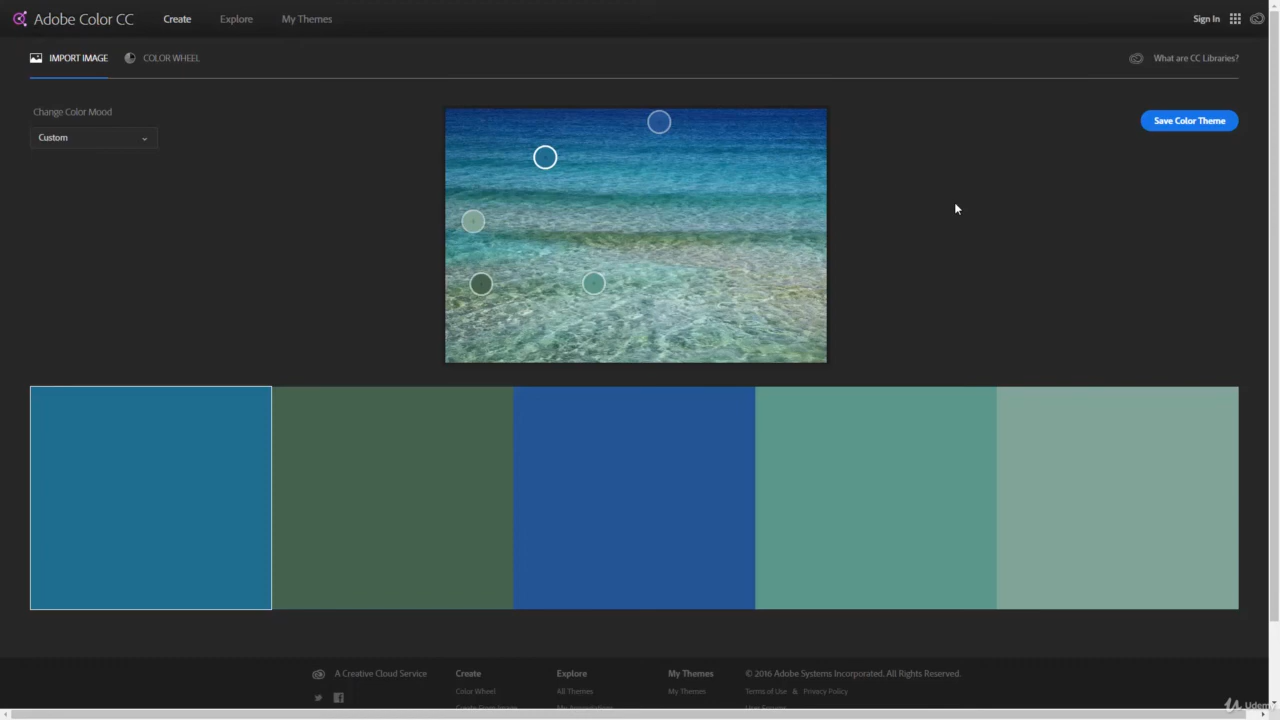 Adobe Color CC Create Explore My Themes Sign In
IMPORT IMAGE COLOR WHEEL What are CC Libraries?
Change Color Mood
Custom
Save Color Theme
A Creative Cloud Service Create Explore My Themes © 2016 Adobe Systems Incorporated. All Rights Reserved.
Color Wheel All Themes My Themes Terms of Use & Privacy Policy
Udemy